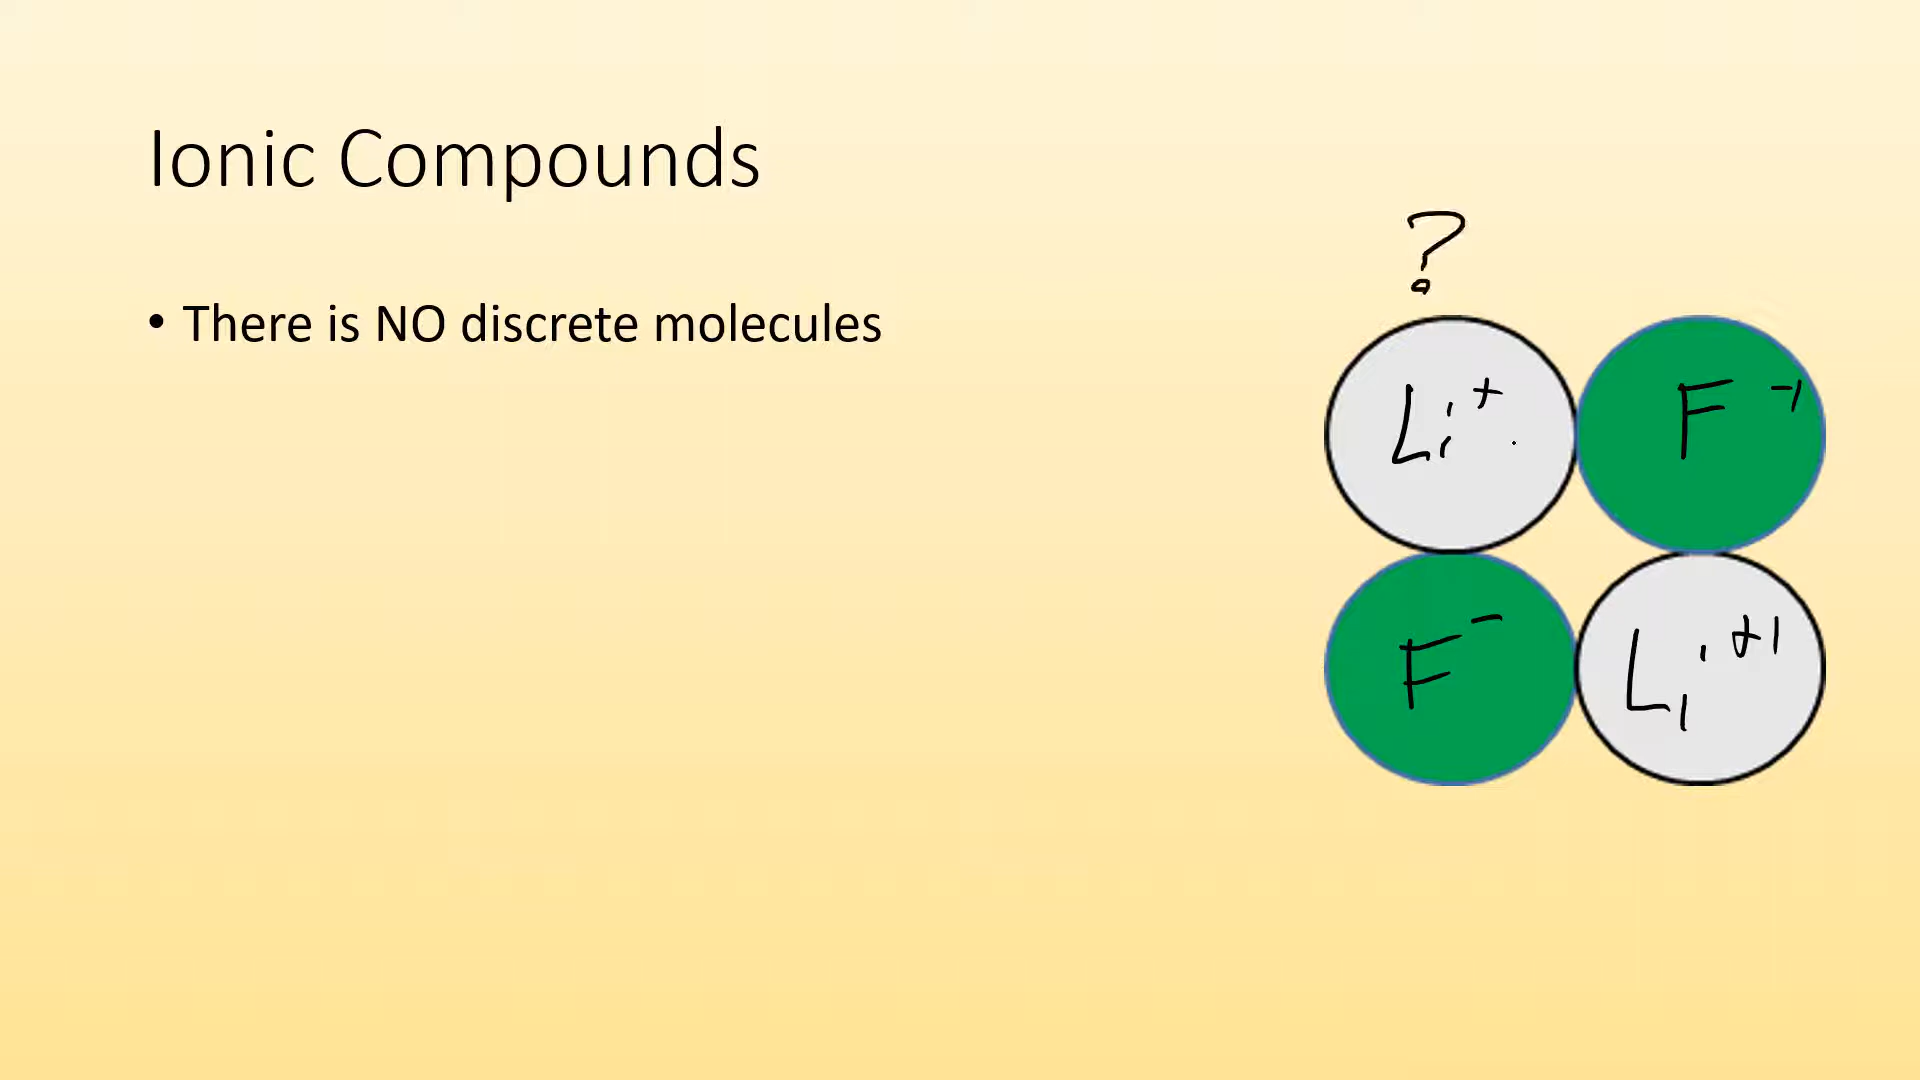 Ionic Compounds
• There is NO discrete molecules
?
Li+ F-1
F- Li+1